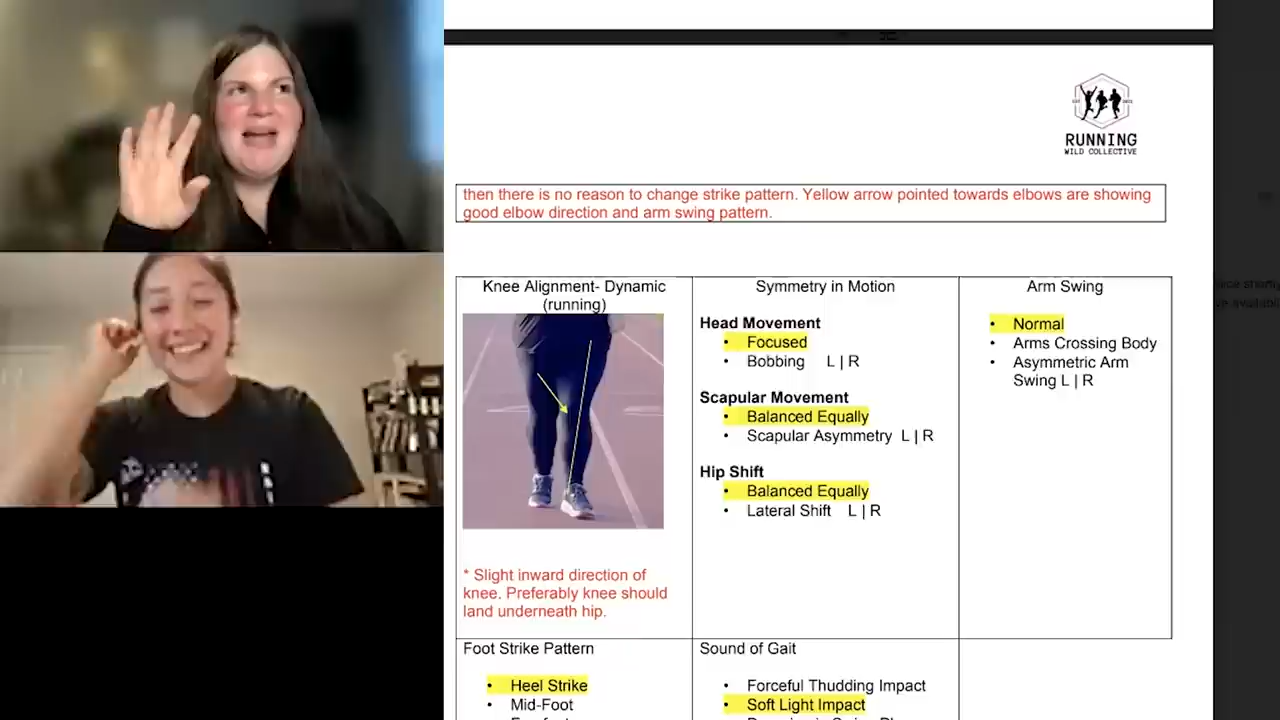 RUNNING
WILD COLLECTIVE
then there is no reason to change strike pattern. Yellow arrow pointed towards elbows are showing
good elbow direction and arm swing pattern.
Knee Alignment- Dynamic
(running)
* Slight inward direction of
knee. Preferably knee should
land underneath hip.
Symmetry in Motion
Head Movement
• Focused
• Bobbing L | R
Scapular Movement
• Balanced Equally
• Scapular Asymmetry L | R
Hip Shift
• Balanced Equally
• Lateral Shift L | R
Arm Swing
• Normal
• Arms Crossing Body
• Asymmetric Arm
Swing L | R
Foot Strike Pattern
• Heel Strike
• Mid-Foot
Sound of Gait
• Forceful Thudding Impact
• Soft Light Impact